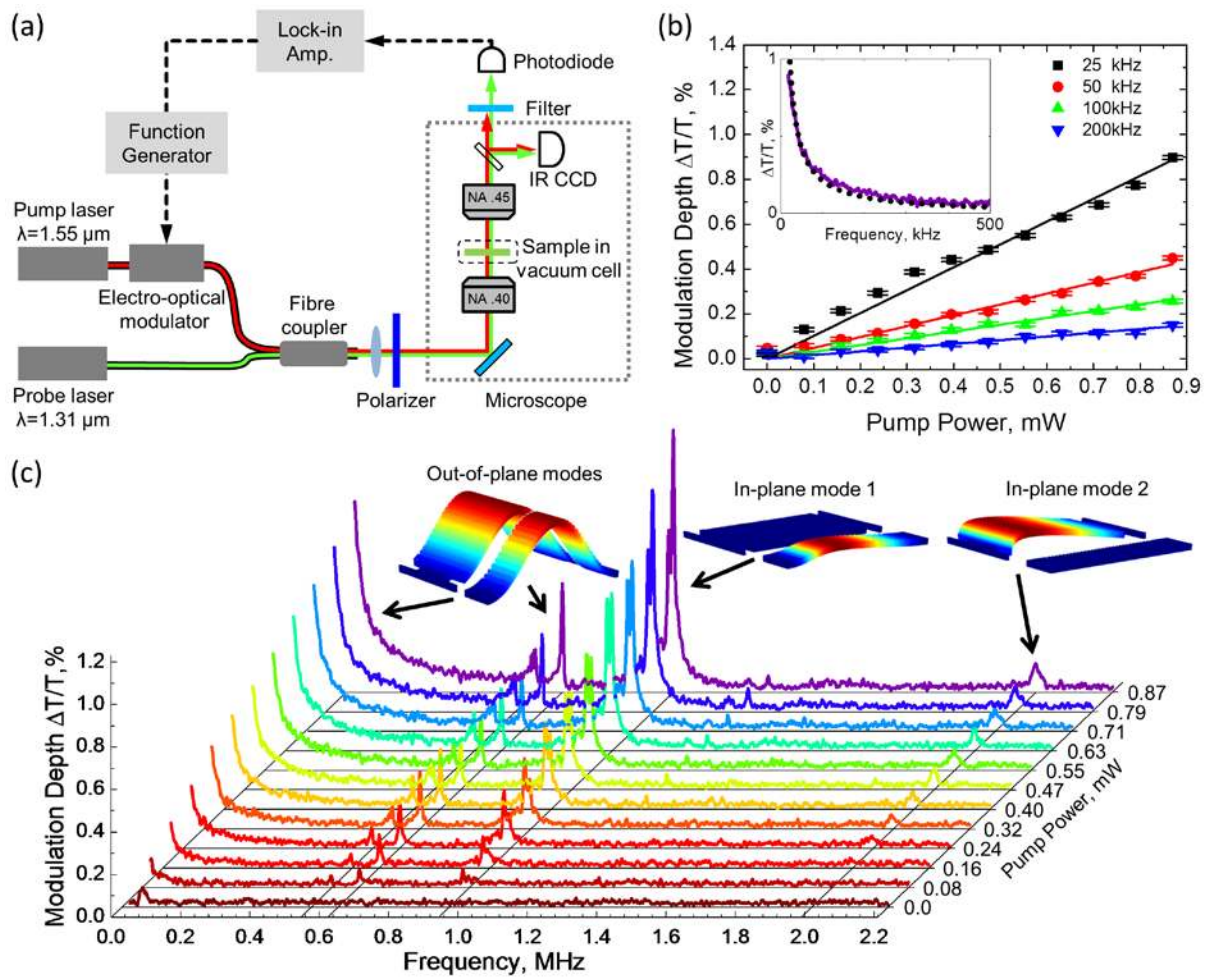 (a)
Lock-in
Amp.
Photodiode
Filter
Function
Generator
IR CCD
NA .45
Pump laser
λ=1.55 µm
Sample in
vacuum cell
Electro-optical
modulator
Fibre
coupler
NA .40
Probe laser
λ=1.31 µm
Polarizer
Microscope
(b)
Modulation Depth ΔT/T, %
1.4
1.2
1.0
0.8
0.6
0.4
0.2
0.0
1
ΔT/T, %
0
0
500
Frequency, kHz
25 kHz
50 kHz
100kHz
200kHz
0.0 0.1 0.2 0.3 0.4 0.5 0.6 0.7 0.8 0.9
Pump Power, mW
(c)
Out-of-plane modes
In-plane mode 1
In-plane mode 2
Modulation Depth ΔT/T,%
1.2
1.0
0.8
0.6
0.4
0.2
0.0
0.87
0.79
0.71
0.63
0.55
0.47
0.40
0.32
0.24
0.16
0.08
0.0
Pump Power, mW
0.0 0.2 0.4 0.6 0.8 1.0 1.2 1.4 1.6 1.8 2.0 2.2
Frequency, MHz